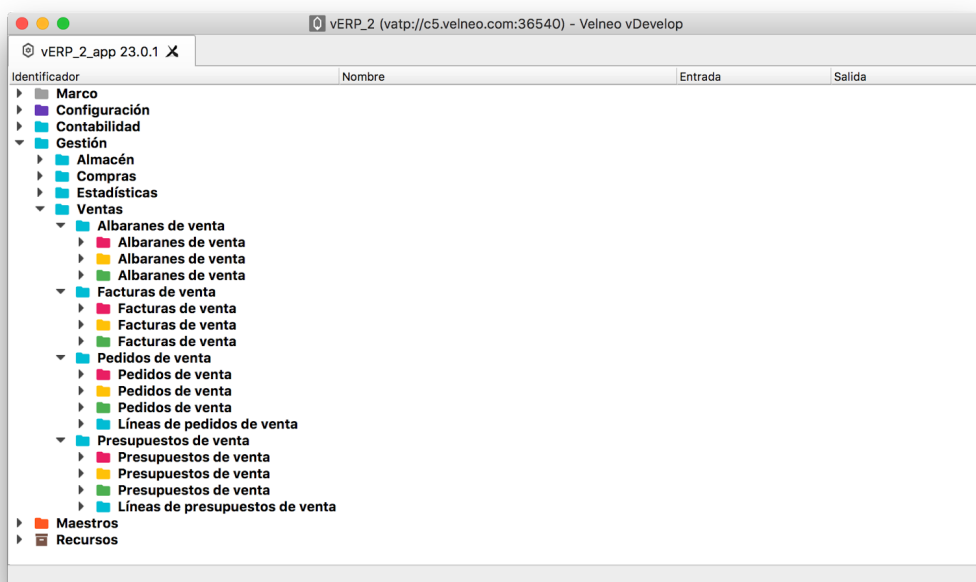 vERP_2 (vatp://c5.velneo.com:36540) - Velneo vDevelop
vERP_2_app 23.0.1
Identificador Nombre Entrada Salida
Marco
Configuración
Contabilidad
Gestión
Almacén
Compras
Estadísticas
Ventas
Albaranes de venta
Albaranes de venta
Albaranes de venta
Albaranes de venta
Facturas de venta
Facturas de venta
Facturas de venta
Facturas de venta
Pedidos de venta
Pedidos de venta
Pedidos de venta
Pedidos de venta
Líneas de pedidos de venta
Presupuestos de venta
Presupuestos de venta
Presupuestos de venta
Presupuestos de venta
Líneas de presupuestos de venta
Maestros
Recursos